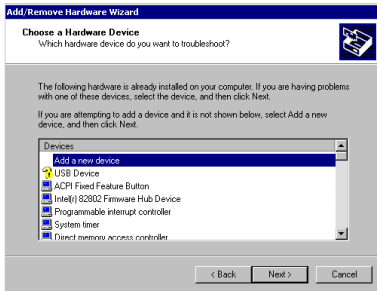 Add/Remove Hardware Wizard
Choose a Hardware Device
Which hardware device do you want to troubleshoot?
The following hardware is already installed on your computer. If you are having problems
with one of these devices, select the device, and then click Next.
If you are attempting to add a device and it is not shown below, select Add a new
device, and then click Next.
Devices
Add a new device
USB Device
ACPI Fixed Feature Button
Intel(r) 82802 Firmware Hub Device
Programmable interrupt controller
System timer
Direct memory access controller
< Back
Next >
Cancel